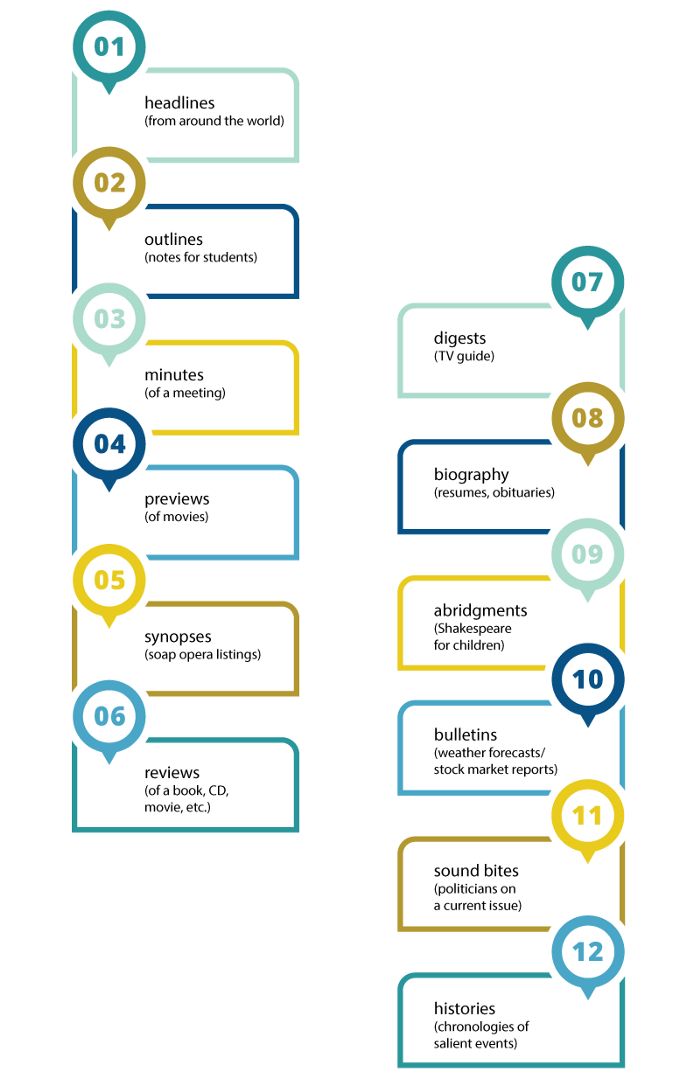 01
headlines
(from around the world)
02
outlines
(notes for students)
03
minutes
(of a meeting)
04
previews
(of movies)
05
synopses
(soap opera listings)
06
reviews
(of a book, CD,
movie, etc.)
07
digests
(TV guide)
08
biography
(resumes, obituaries)
09
abridgments
(Shakespeare
for children)
10
bulletins
(weather forecasts/
stock market reports)
11
sound bites
(politicians on
a current issue)
12
histories
(chronologies of
salient events)